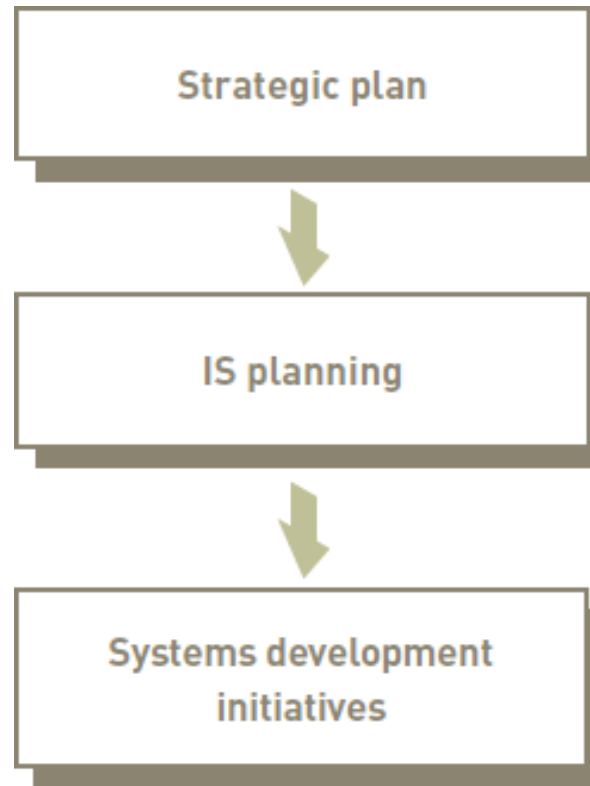 Strategic plan
IS planning
Systems development
initiatives